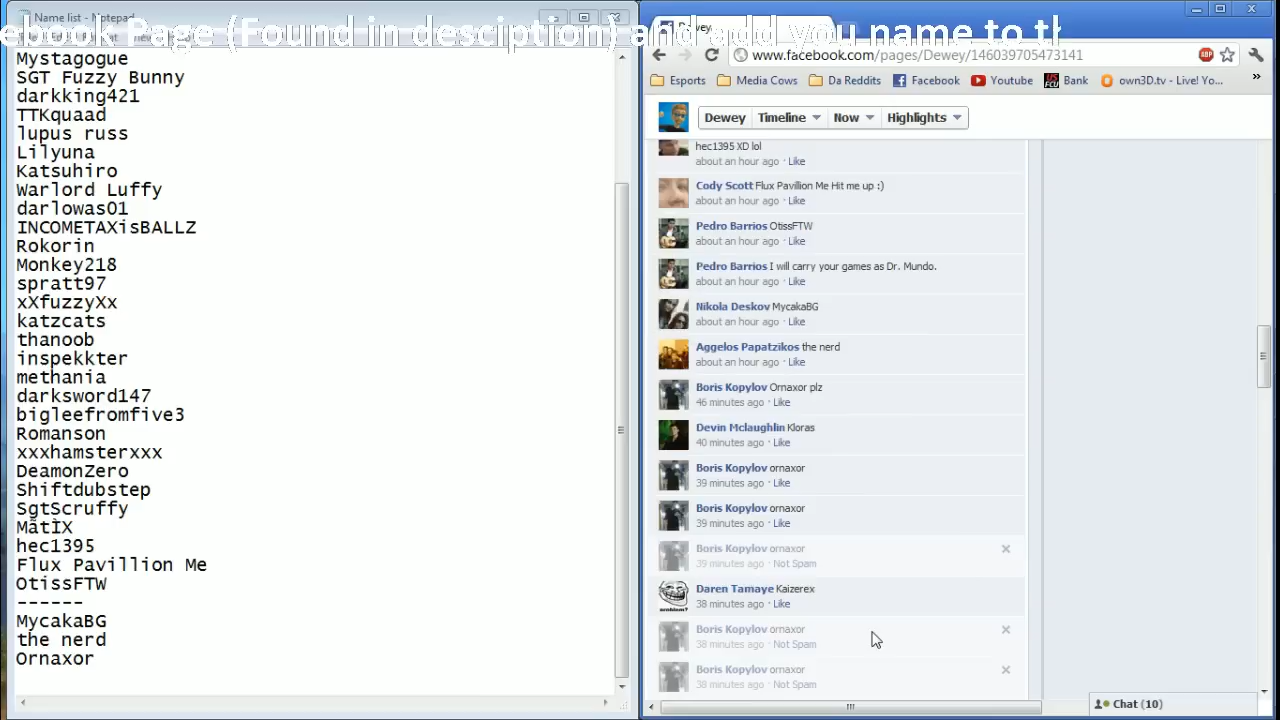 Name list - Notepad
ebook Page (Found in desciption) and add you name to th
Mystagogue
SGT Fuzzy Bunny
darkking421
TTKquaad
lupus russ
Lilyuna
Katsuhiro
Warlord Luffy
darlowas01
INCOMETAXisBALLZ
Rokorin
Monkey218
spratt97
xXfuzzyXx
katzcats
thanoob
inspekkter
methania
darksword147
bigleefromfive3
Romanson
xxxhamsterxxx
DeamonZero
Shiftdubstep
SgtScruffy
MãtÌX
hec1395
Flux Pavillion Me
OtissFTW
------
MycakaBG
the nerd
Ornaxor
Dewey
www.facebook.com/pages/Dewey/146039705473141
ABP
Esports Media Cows Da Reddits Facebook Youtube Bank own3D.tv - Live! Yo... »
Dewey Timeline Now Highlights
hec1395 XD lol
about an hour ago · Like
Cody Scott Flux Pavillion Me Hit me up :)
about an hour ago · Like
Pedro Barrios OtissFTW
about an hour ago · Like
Pedro Barrios I will carry your games as Dr. Mundo.
about an hour ago · Like
Nikola Deskov MycakaBG
about an hour ago · Like
Aggelos Papatzikos the nerd
about an hour ago · Like
Boris Kopylov Ornaxor plz
46 minutes ago · Like
Devin Mclaughlin Kloras
40 minutes ago · Like
Boris Kopylov ornaxor
39 minutes ago · Like
Boris Kopylov ornaxor
39 minutes ago · Like
Boris Kopylov ornaxor
39 minutes ago · Not Spam
Daren Tamaye Kaizerex
38 minutes ago · Like
Boris Kopylov ornaxor
38 minutes ago · Not Spam
Boris Kopylov ornaxor
38 minutes ago · Not Spam
Chat (10)